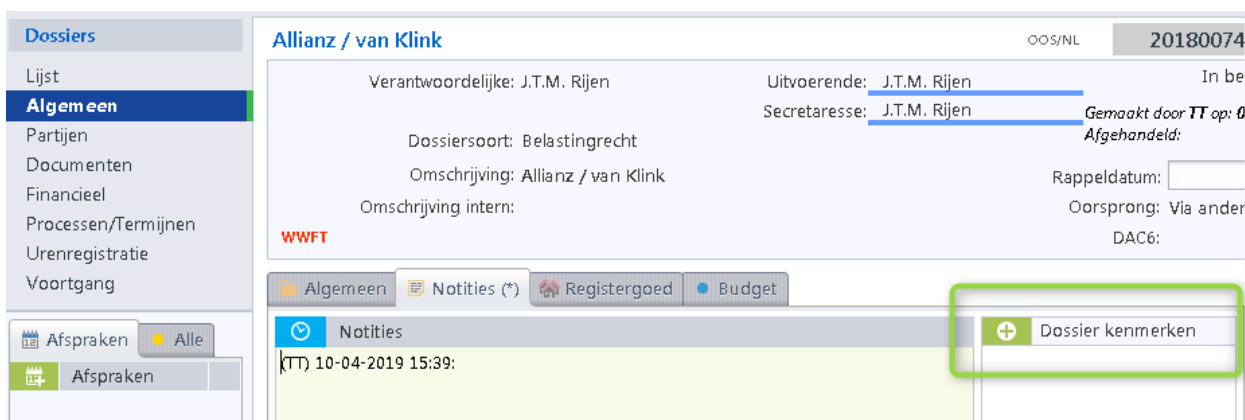 Dossiers
Lijst
Algemeen
Partijen
Documenten
Financieel
Processen/Termijnen
Urenregistratie
Voortgang
Afspraken
Alle
Afspraken
Allianz / van Klink
OOS/NL
20180074
Verantwoordelijke: J.T.M. Rijen
Uitvoerende: J.T.M. Rijen
In be
Secretaresse: J.T.M. Rijen
Gemaakt door TT op: 0
Afgehandeld:
Dossiersoort: Belastingrecht
Omschrijving: Allianz / van Klink
Rappeldatum:
Omschrijving intern:
Oorsprong: Via ander
WWFT
DAC6:
Algemeen
Notities (*)
Registergoed
Budget
Notities
Dossier kenmerken
(TT) 10-04-2019 15:39: